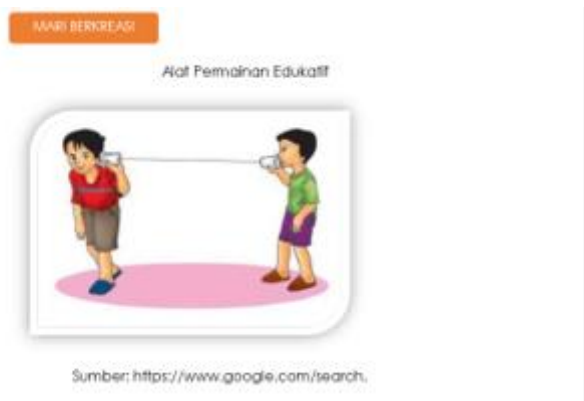 MARI BERKREASI
Alat Permainan Edukatif
Sumber: https://www.google.com/search.